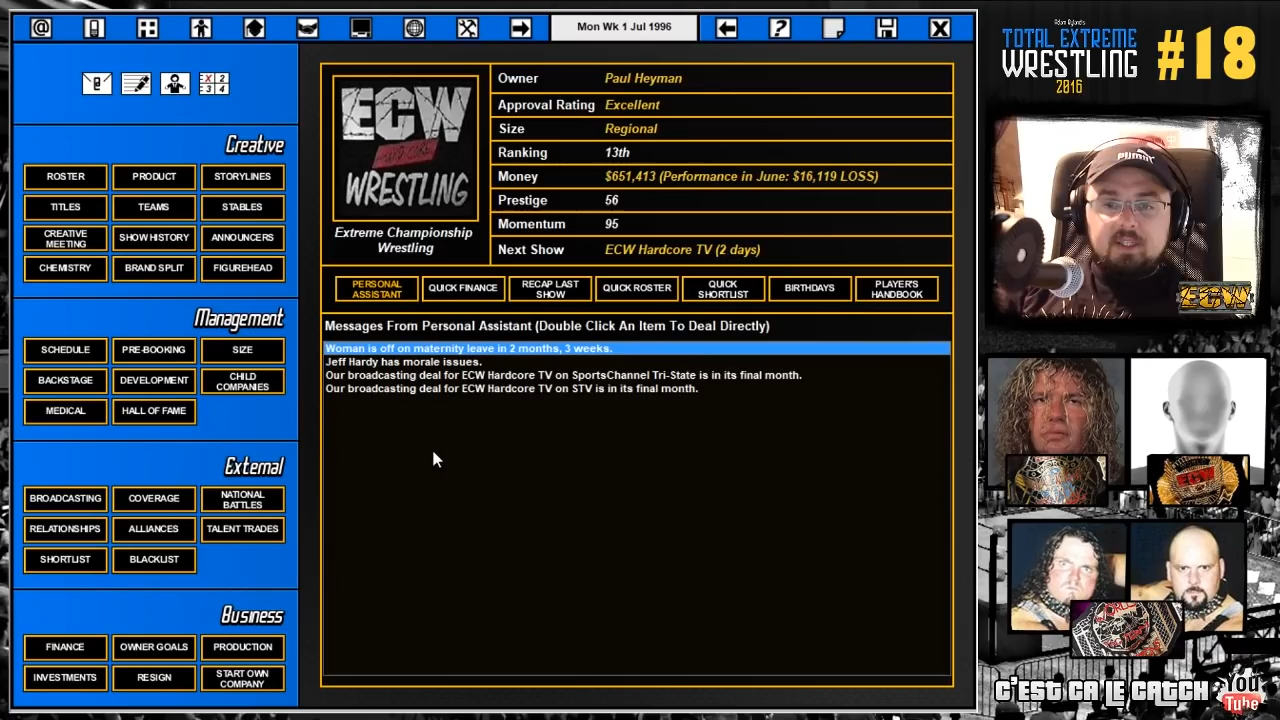 Mon Wk 1 Jul 1996
Creative
ROSTER
PRODUCT
STORYLINES
TITLES
TEAMS
STABLES
CREATIVE MEETING
SHOW HISTORY
ANNOUNCERS
CHEMISTRY
BRAND SPLIT
FIGUREHEAD
Management
SCHEDULE
PRE-BOOKING
SIZE
BACKSTAGE
DEVELOPMENT
CHILD COMPANIES
MEDICAL
HALL OF FAME
External
BROADCASTING
COVERAGE
NATIONAL BATTLES
RELATIONSHIPS
ALLIANCES
TALENT TRADES
SHORTLIST
BLACKLIST
Business
FINANCE
OWNER GOALS
PRODUCTION
INVESTMENTS
RESIGN
START OWN COMPANY
ECW
HARDCORE
WRESTLING
Extreme Championship
Wrestling
Owner Paul Heyman
Approval Rating Excellent
Size Regional
Ranking 13th
Money $651,413 (Performance in June: $16,119 LOSS)
Prestige 56
Momentum 95
Next Show ECW Hardcore TV (2 days)
PERSONAL ASSISTANT
QUICK FINANCE
RECAP LAST SHOW
QUICK ROSTER
QUICK SHORTLIST
BIRTHDAYS
PLAYER'S HANDBOOK
Messages From Personal Assistant (Double Click An Item To Deal Directly)
Woman is off on maternity leave in 2 months, 3 weeks.
Jeff Hardy has morale issues.
Our broadcasting deal for ECW Hardcore TV on SportsChannel Tri-State is in its final month.
Our broadcasting deal for ECW Hardcore TV on STV is in its final month.
Adam Ryland's
TOTAL EXTREME
WRESTLING
2016
#18
PUMA
ECW
ECW
C'EST CA LE CATCH
You
Tube